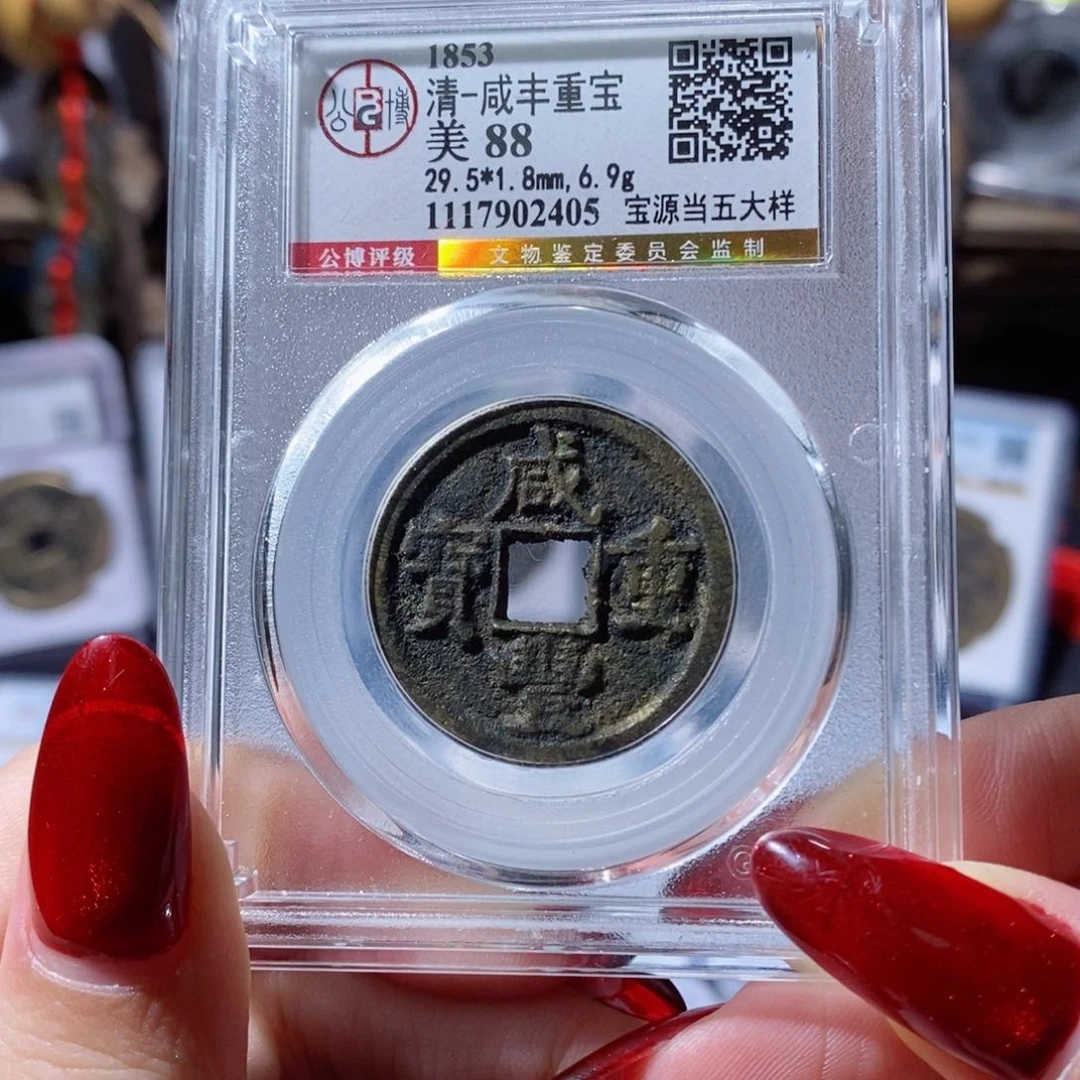 1853
公 博
清-咸丰重宝
美 88
29.5*1.8mm, 6.9g
1117902405 宝源当五大样
公博评级 文物鉴定委员会监制
咸
寶 重
豐